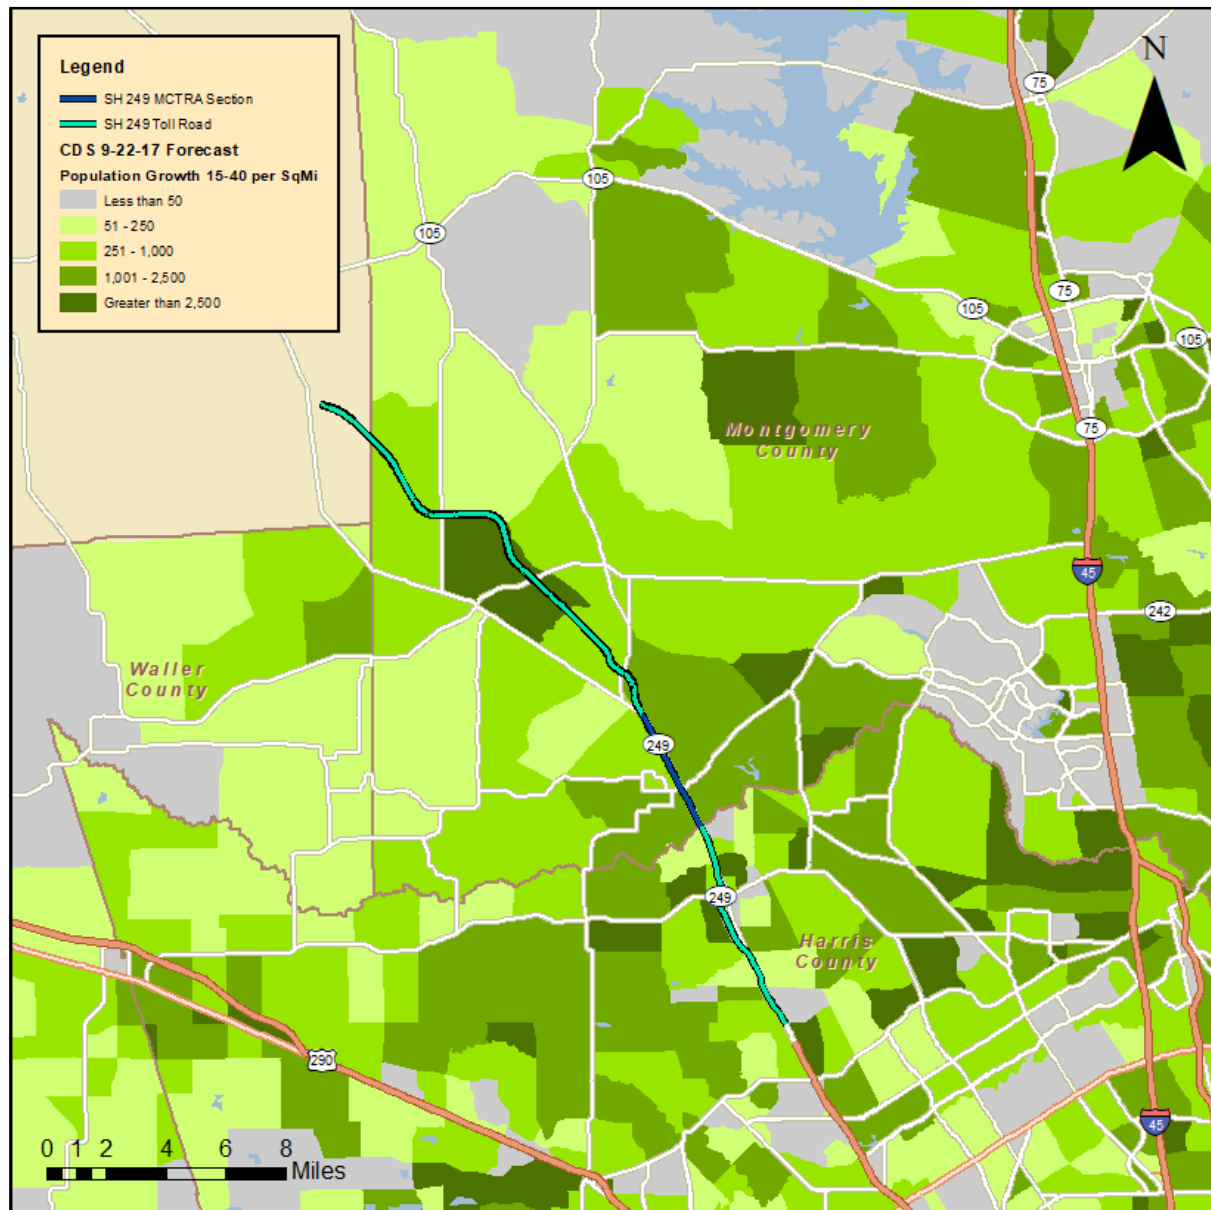 Legend
SH 249 MCTRA Section
SH 249 Toll Road
CDS 9-22-17 Forecast
Population Growth 15-40 per SqMi
Less than 50
51 - 250
251 - 1,000
1,001 - 2,500
Greater than 2,500
N
75
105
105
75
105
105
75
Montgomery
County
45
242
Waller
County
249
249
Harris
County
290
45
0 1 2 4 6 8
Miles